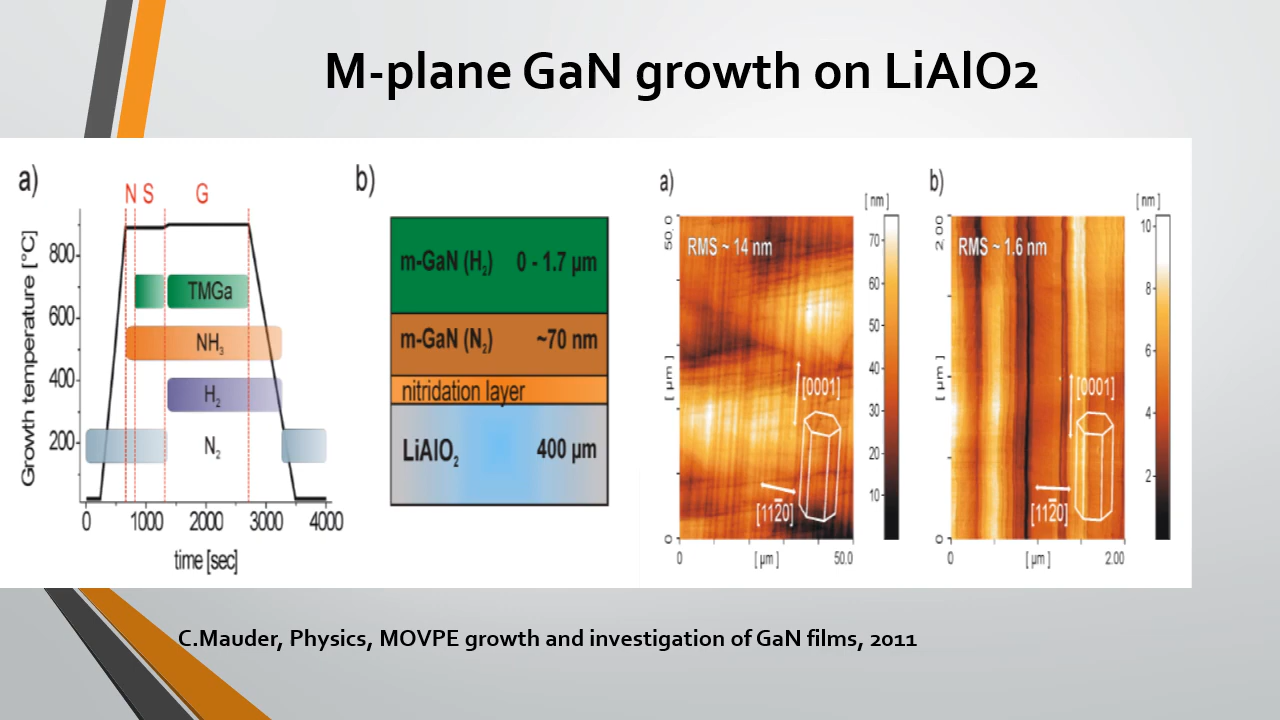 M-plane GaN growth on LiAlO2
a)
N S G
Growth temperature [°C]
800
600
400
200
TMGa
NH₃
H₂
N₂
0 1000 2000 3000 4000
time [sec]
b)
m-GaN (H₂) 0 - 1.7 µm
m-GaN (N₂) ~70 nm
nitridation layer
LiAlO₂ 400 µm
a)
[ nm ]
RMS ~ 14 nm
50.0
[ µm ]
0
[0001]
[112̅0]
70
60
50
40
30
20
10
0 [ µm ] 50.0
b)
[ nm ]
RMS ~ 1.6 nm
2.00
[ µm ]
0
[0001]
[112̅0]
10
8
6
4
2
0 [ µm ] 2.00
C.Mauder, Physics, MOVPE growth and investigation of GaN films, 2011